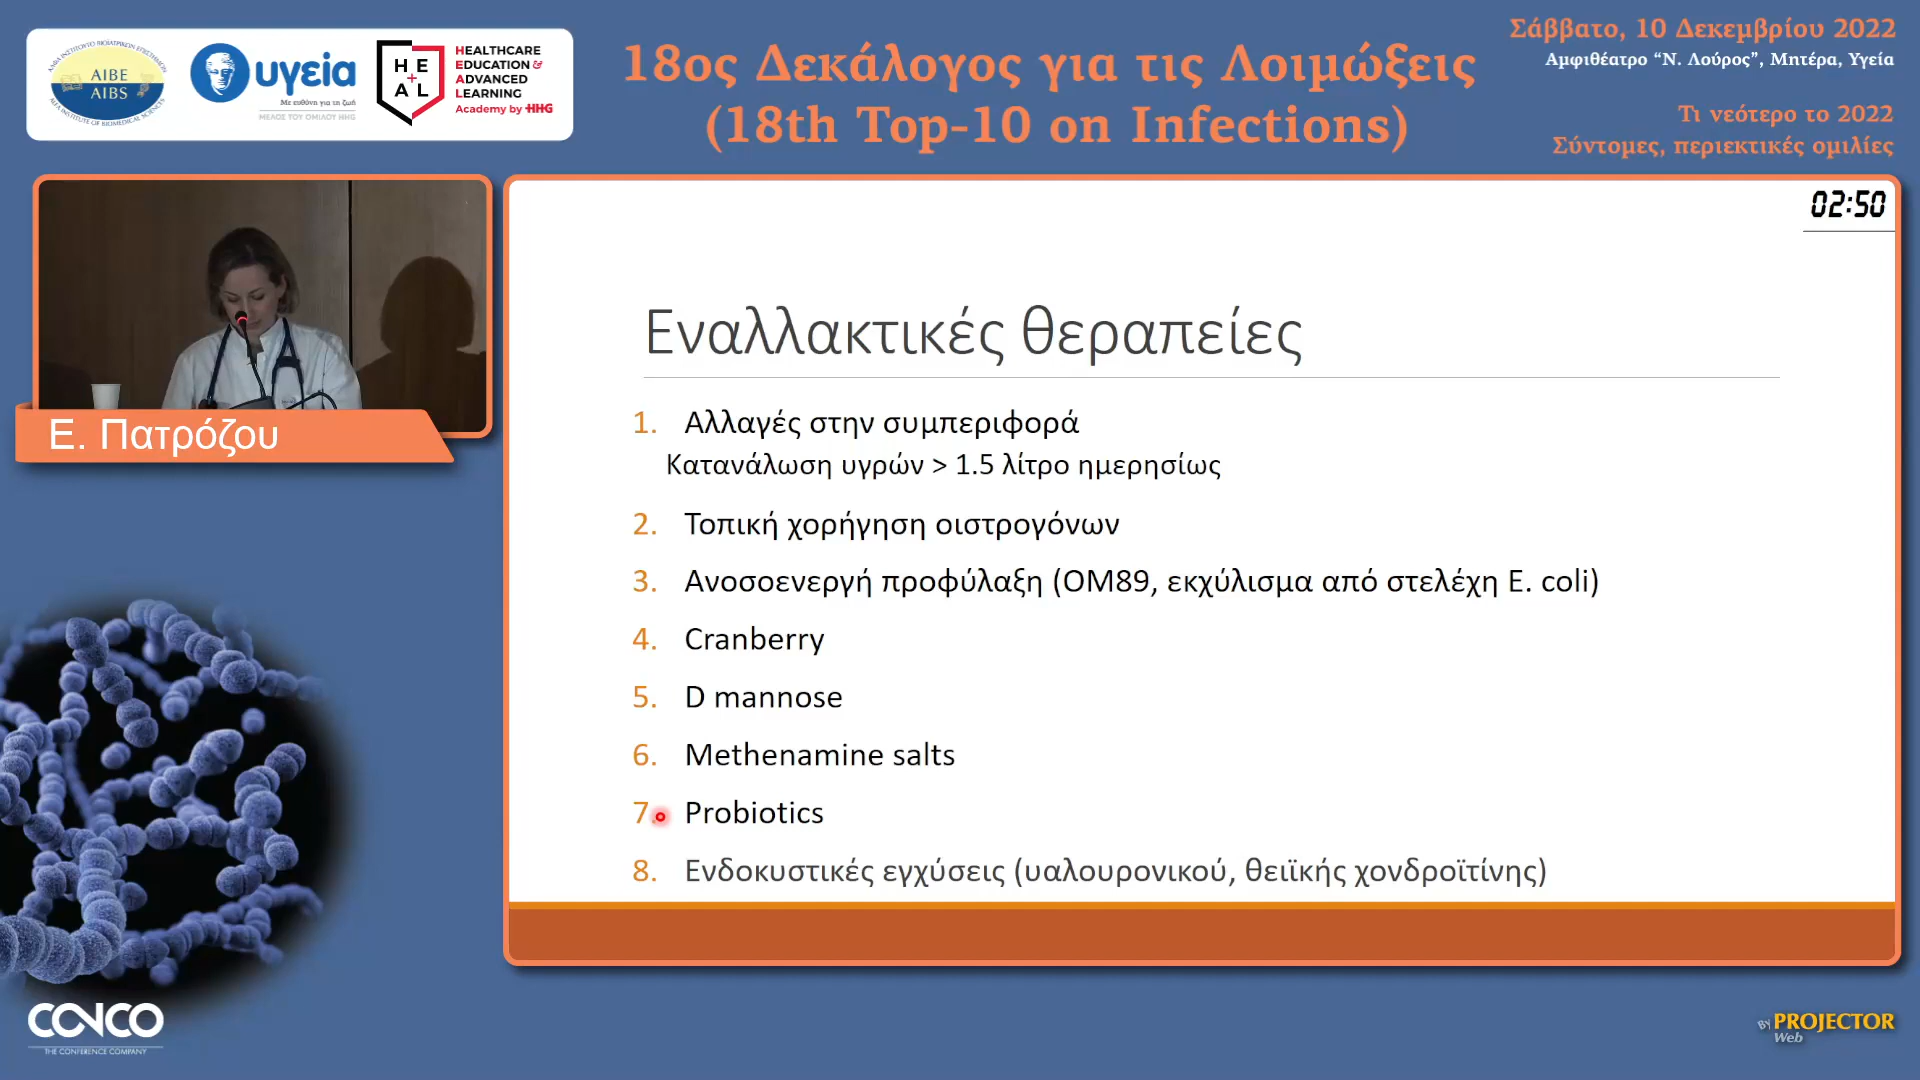 ΑΙΒΕ
AIBS
υγεία
Με ευθύνη για τη ζωή
ΜΕΛΟΣ ΤΟΥ ΟΜΙΛΟΥ HHG
HE
+
AL
HEALTHCARE
EDUCATION &
ADVANCED
LEARNING
Academy by HHG
18ος Δεκάλογος για τις Λοιμώξεις
(18th Top-10 on Infections)
Σάββατο, 10 Δεκεμβρίου 2022
Αμφιθέατρο “Ν. Λούρος”, Μητέρα, Υγεία
Τι νεότερο το 2022
Σύντομες, περιεκτικές ομιλίες
02:50
Ε. Πατρόζου
Εναλλακτικές θεραπείες
1. Αλλαγές στην συμπεριφορά
Κατανάλωση υγρών > 1.5 λίτρο ημερησίως
2. Τοπική χορήγηση οιστρογόνων
3. Ανοσοενεργή προφύλαξη (OM89, εκχύλισμα από στελέχη E. coli)
4. Cranberry
5. D mannose
6. Methenamine salts
7. Probiotics
8. Ενδοκυστικές εγχύσεις (υαλουρονικού, θειϊκής χονδροϊτίνης)
CONCO
THE CONFERENCE COMPANY
By PROJECTOR
Web